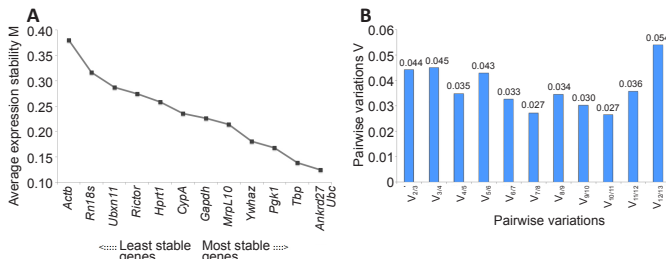 A
Average expression stability M
0.40
0.35
0.30
0.25
0.20
0.15
0.10
Actb
Rn18s
Ubxn11
Rictor
Hprt1
CypA
Gapdh
MrpL10
Ywhaz
Pgk1
Tbp
Ankrd27
Ubc
<::::: Least stable genes
Most stable ::::> genes
B
Pairwise variations V
0.06
0.05
0.04
0.03
0.02
0.01
0
0.044
0.045
0.035
0.043
0.033
0.027
0.034
0.030
0.027
0.036
0.054
V2/3
V3/4
V4/5
V5/6
V6/7
V7/8
V8/9
V9/10
V10/11
V11/12
V12/13
Pairwise variations